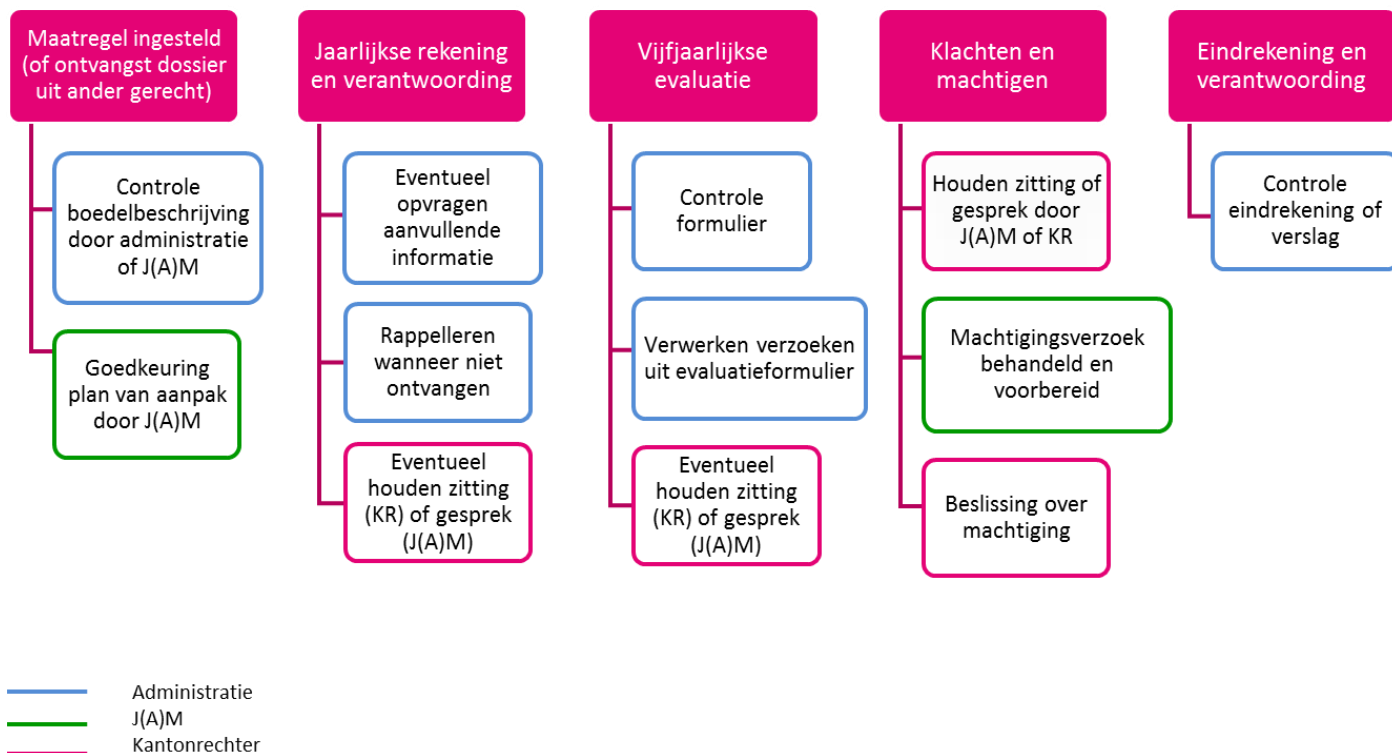 Maatregel ingesteld
(of ontvangst dossier
uit ander gerecht)
Controle
boedelbeschrijving
door administratie
of J(A)M
Goedkeuring
plan van aanpak
door J(A)M
Jaarlijkse rekening
en verantwoording
Eventueel
opvragen
aanvullende
informatie
Rappelleren
wanneer niet
ontvangen
Eventueel
houden zitting
(KR) of gesprek
(J(A)M)
Vijfjaarlijkse
evaluatie
Controle
formulier
Verwerken verzoeken
uit evaluatieformulier
Eventueel
houden zitting
(KR) of gesprek
(J(A)M)
Klachten en
machtigen
Houden zitting of
gesprek door
J(A)M of KR
Machtigingsverzoek
behandeld en
voorbereid
Beslissing over
machtiging
Eindrekening en
verantwoording
Controle
eindrekening of
verslag
Administratie
J(A)M
Kantonrechter